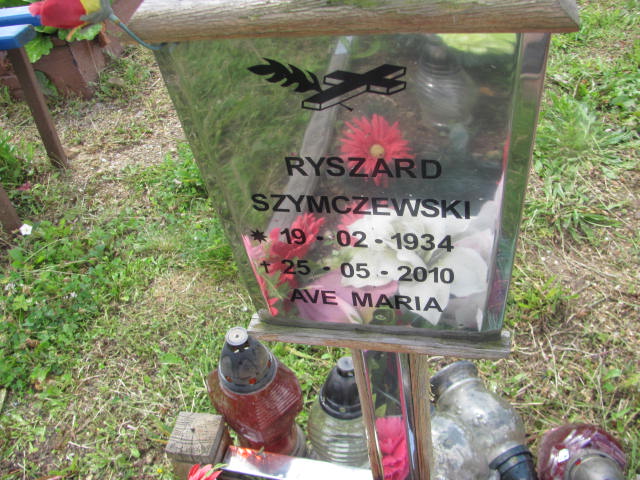 RYSZARD
SZYMCZEWSKI
* 19 - 02 - 1934
† 25 - 05 - 2010
AVE MARIA